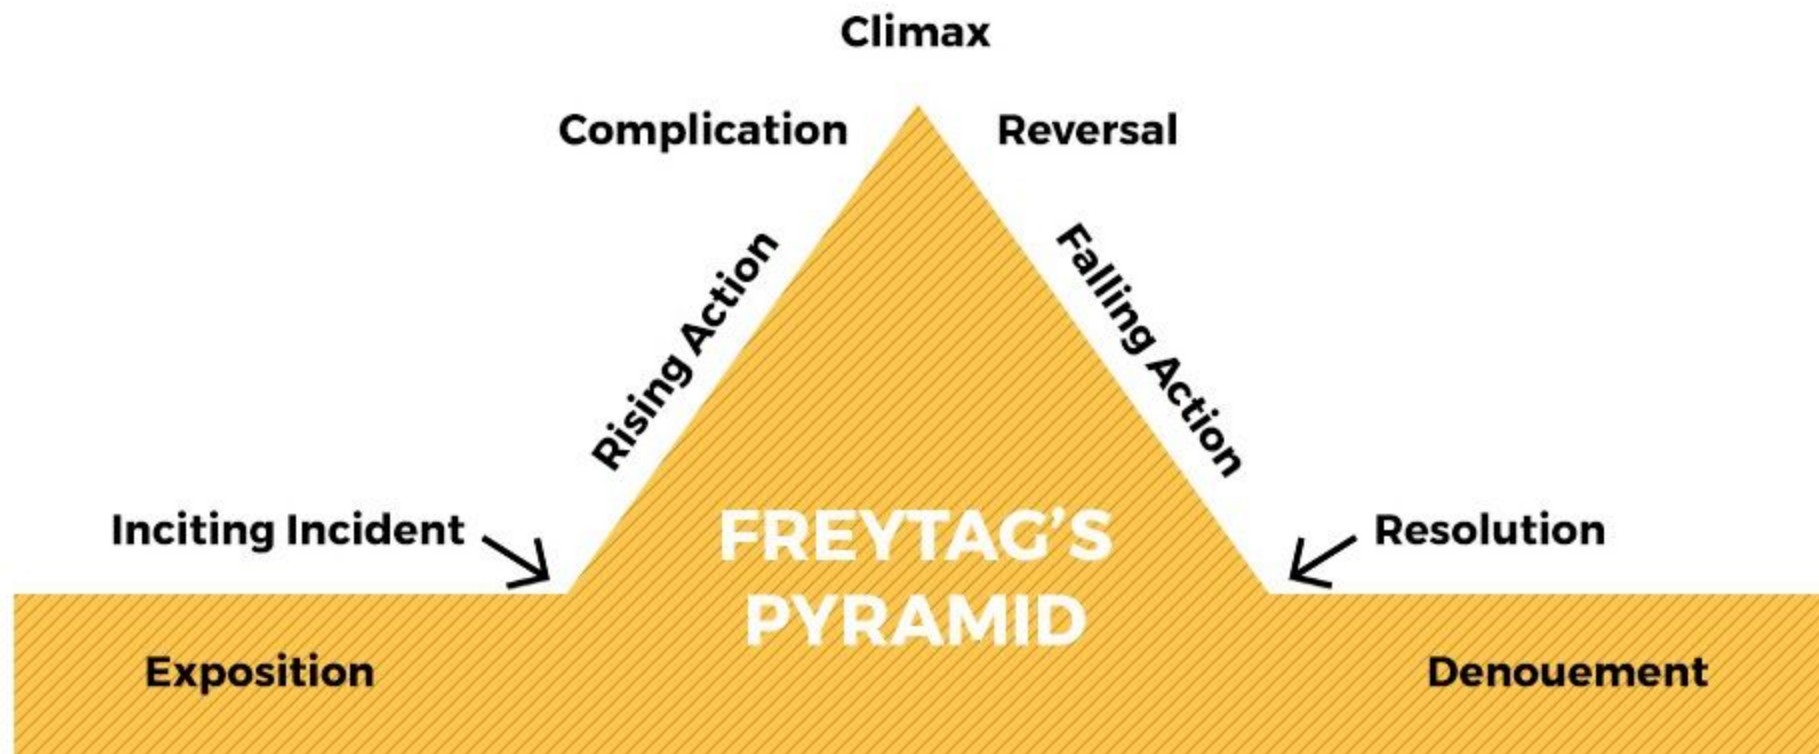 Climax
Complication
Reversal
Rising Action
Falling Action
Inciting Incident
Resolution
FREYTAG'S
PYRAMID
Exposition
Denouement